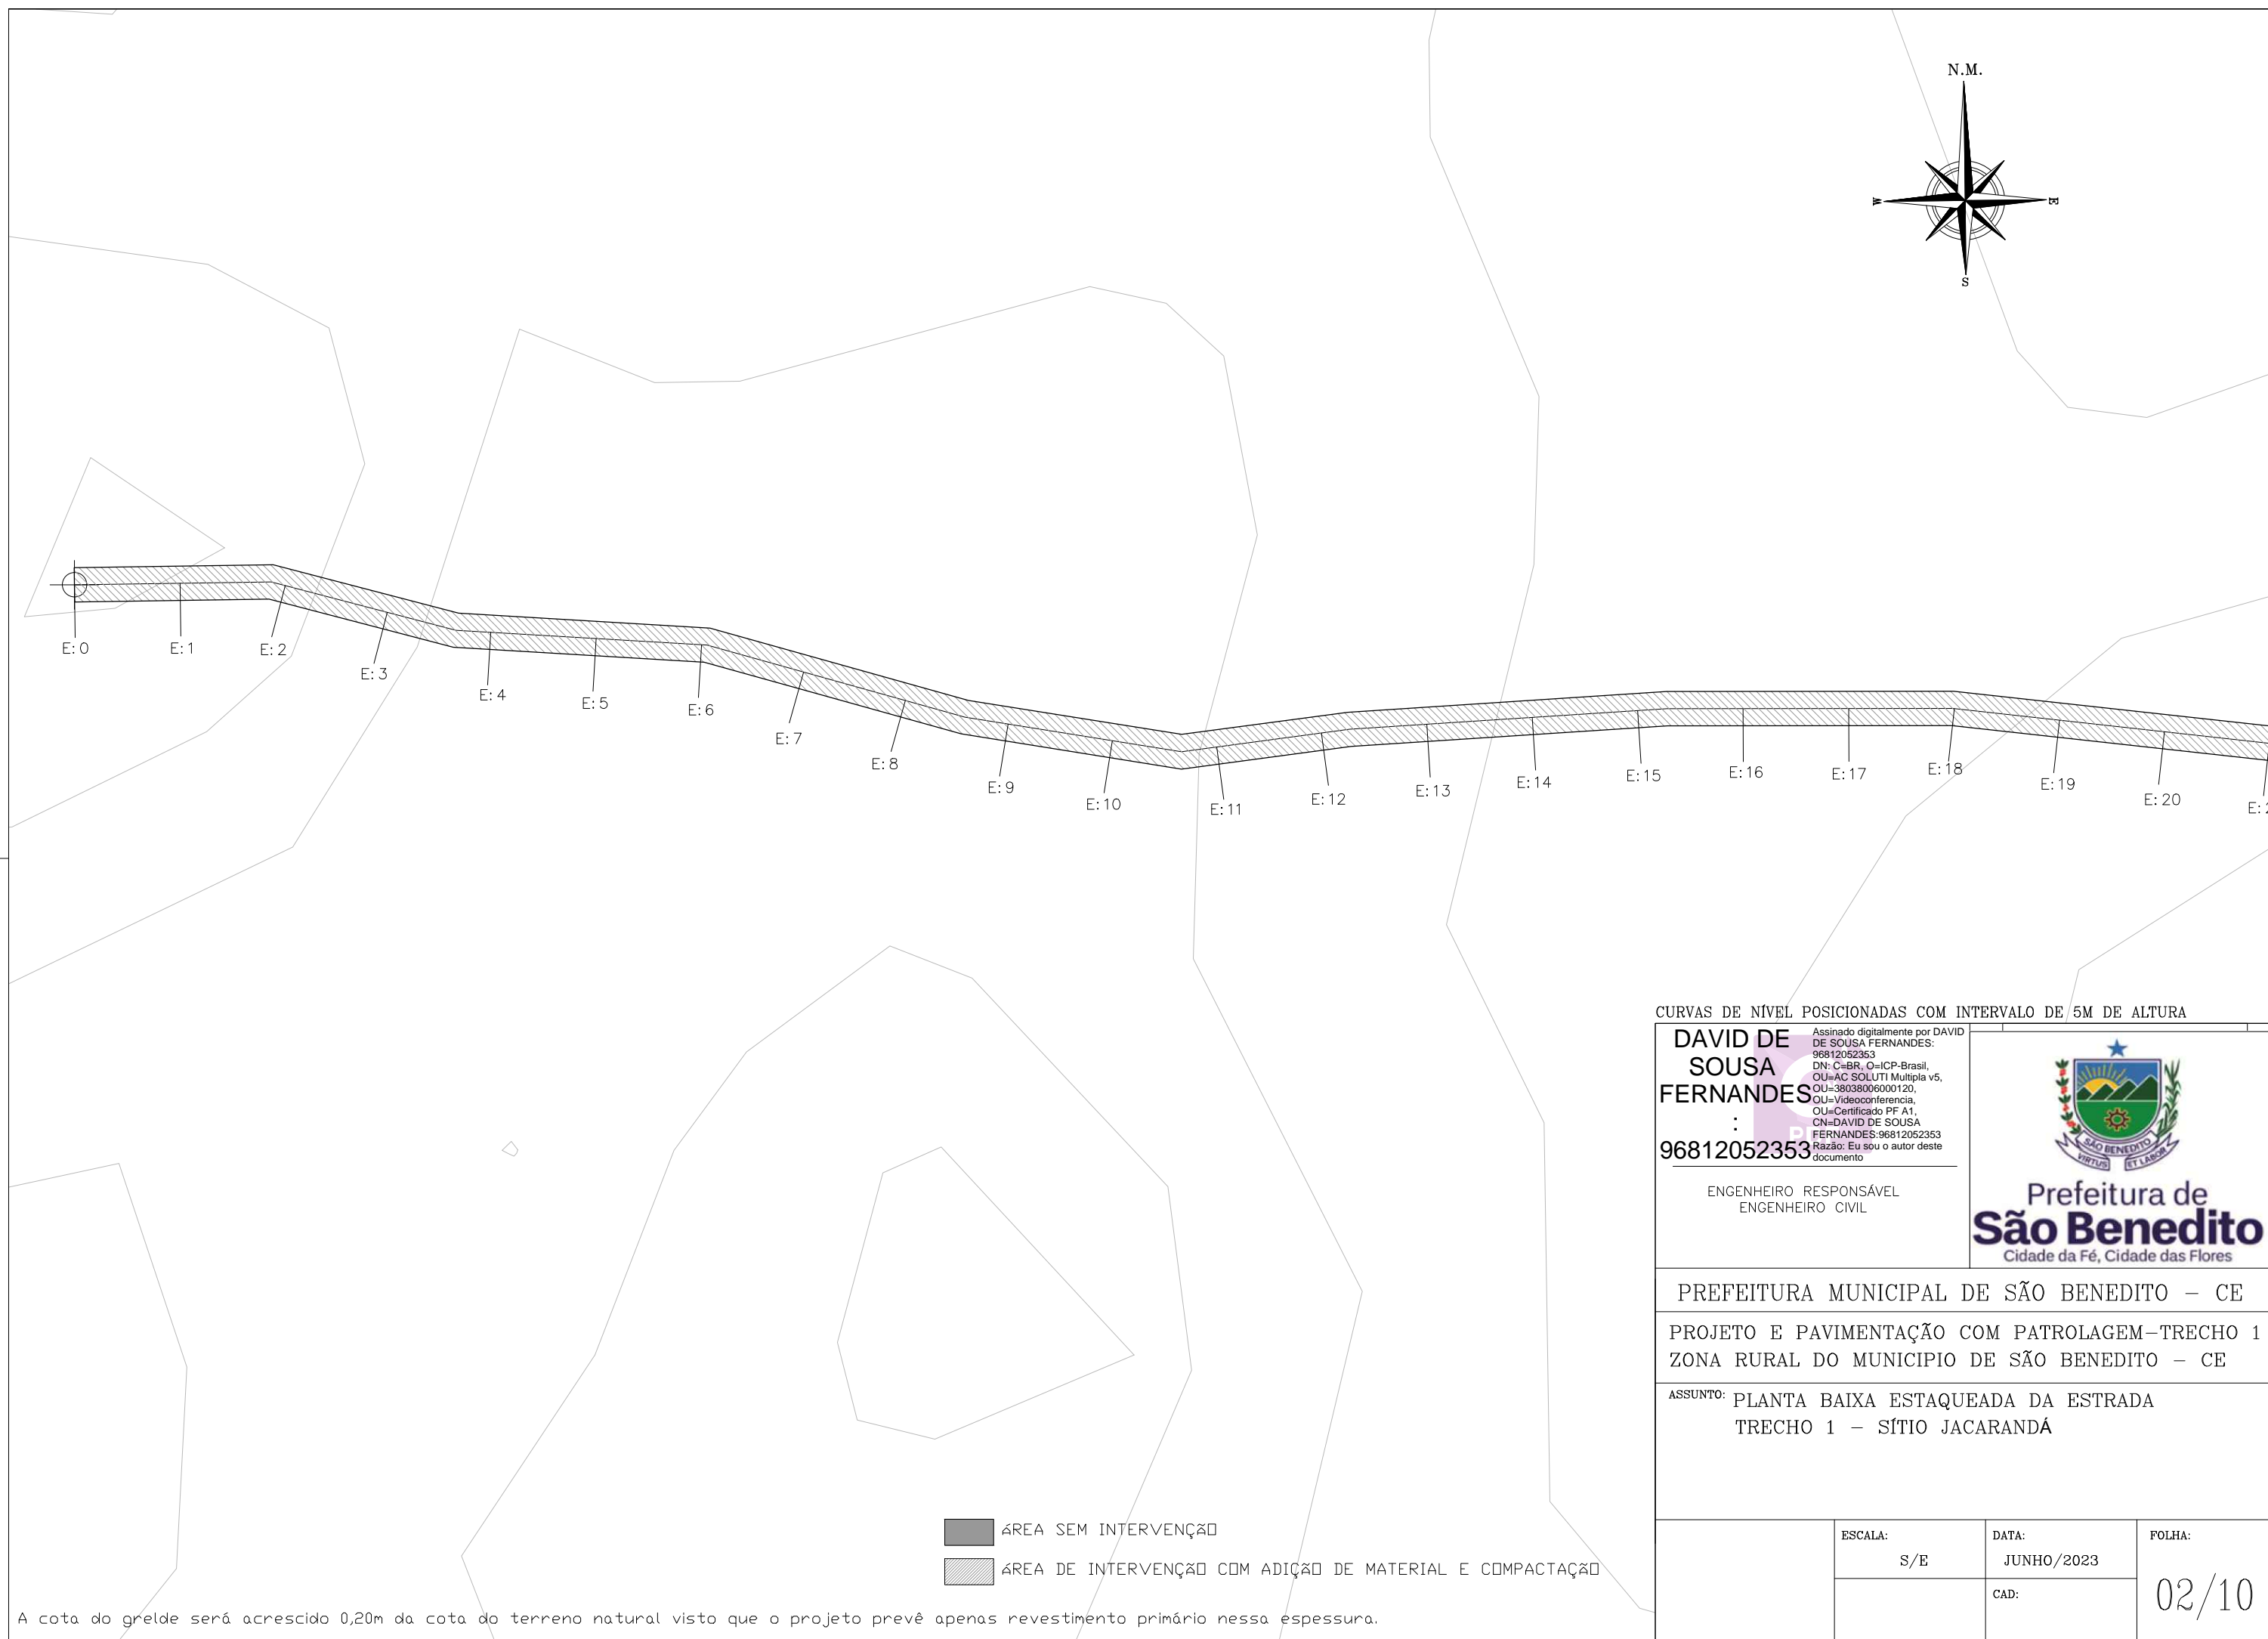 N.M.
W
E
S
E:0
E:1
E:2
E:3
E:4
E:5
E:6
E:7
E:8
E:9
E:10
E:11
E:12
E:13
E:14
E:15
E:16
E:17
E:18
E:19
E:20
CURVAS DE NÍVEL POSICIONADAS COM INTERVALO DE 5M DE ALTURA
DAVID DE
SOUSA
FERNANDES
:
96812052353
Assinado digitalmente por DAVID
DE SOUSA FERNANDES:
96812052353
DN: C=BR, O=ICP-Brasil,
OU=AC SOLUTI Multipla v5,
OU=38038006000120,
OU=Videoconferencia,
OU=Certificado PF A1,
CN=DAVID DE SOUSA
FERNANDES:96812052353
Razão: Eu sou o autor deste
documento
ENGENHEIRO RESPONSÁVEL
ENGENHEIRO CIVIL
SÃO BENEDITO
VIRTUS ET LABOR
Prefeitura de
São Benedito
Cidade da Fé, Cidade das Flores
PREFEITURA MUNICIPAL DE SÃO BENEDITO – CE
PROJETO E PAVIMENTAÇÃO COM PATROLAGEM–TRECHO 1
ZONA RURAL DO MUNICIPIO DE SÃO BENEDITO – CE
ASSUNTO: PLANTA BAIXA ESTAQUEADA DA ESTRADA
TRECHO 1 – SÍTIO JACARANDÁ
ESCALA:
S/E
DATA:
JUNHO/2023
CAD:
FOLHA:
02/10
ÁREA SEM INTERVENÇÃO
ÁREA DE INTERVENÇÃO COM ADIÇÃO DE MATERIAL E COMPACTAÇÃO
A cota do grelde será acrescido 0,20m da cota do terreno natural visto que o projeto prevê apenas revestimento primário nessa espessura.